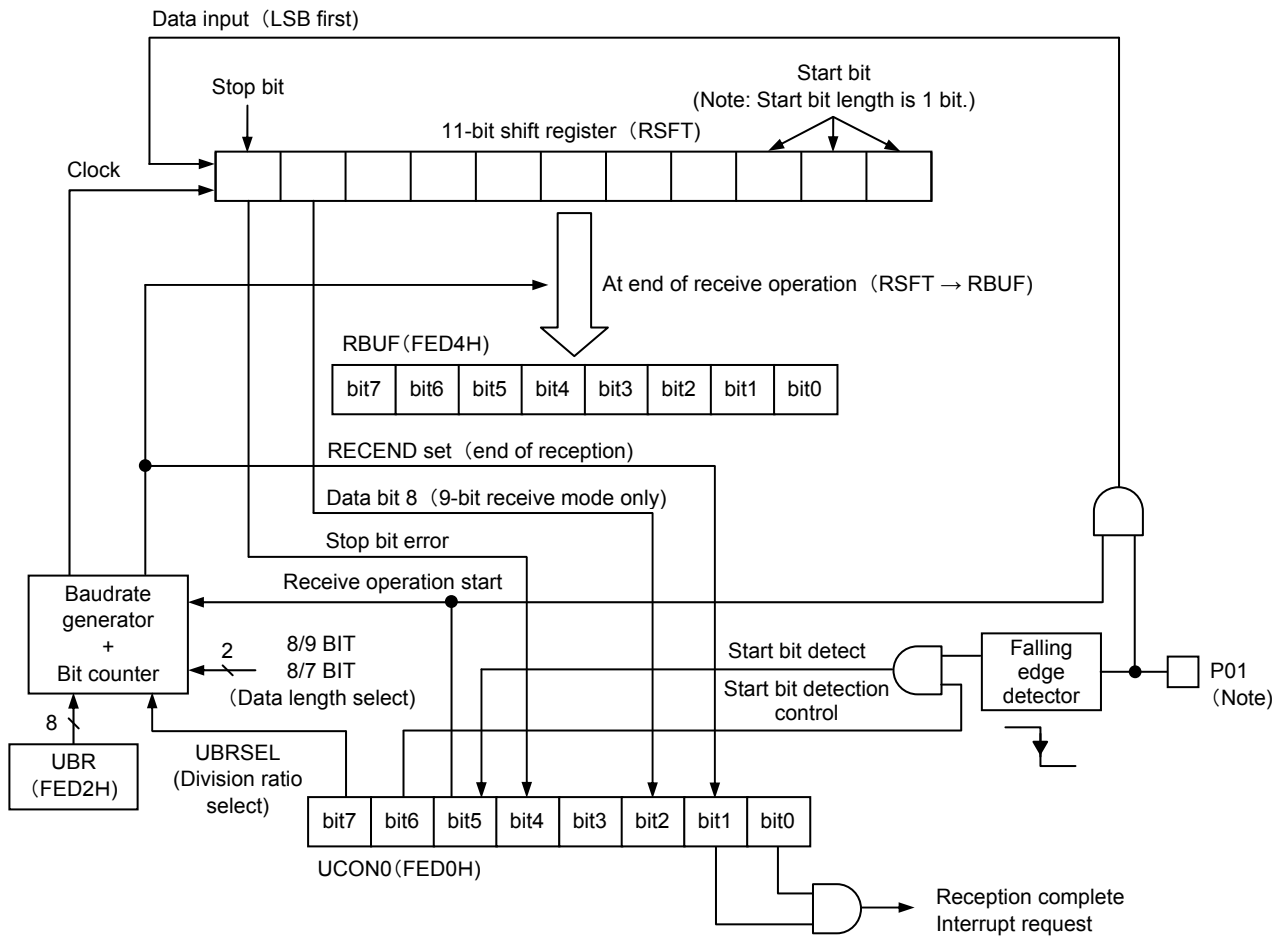 Data input (LSB first)
Stop bit
Start bit
(Note: Start bit length is 1 bit.)
11-bit shift register (RSFT)
Clock
At end of receive operation (RSFT → RBUF)
RBUF(FED4H)
bit7 bit6 bit5 bit4 bit3 bit2 bit1 bit0
RECEND set (end of reception)
Data bit 8 (9-bit receive mode only)
Stop bit error
Receive operation start
Baudrate
generator
+
Bit counter
2
8/9 BIT
8/7 BIT
(Data length select)
Start bit detect
Start bit detection
control
Falling
edge
detector
P01
(Note)
8
UBR
(FED2H)
UBRSEL
(Division ratio
select)
bit7 bit6 bit5 bit4 bit3 bit2 bit1 bit0
UCON0(FED0H)
Reception complete
Interrupt request